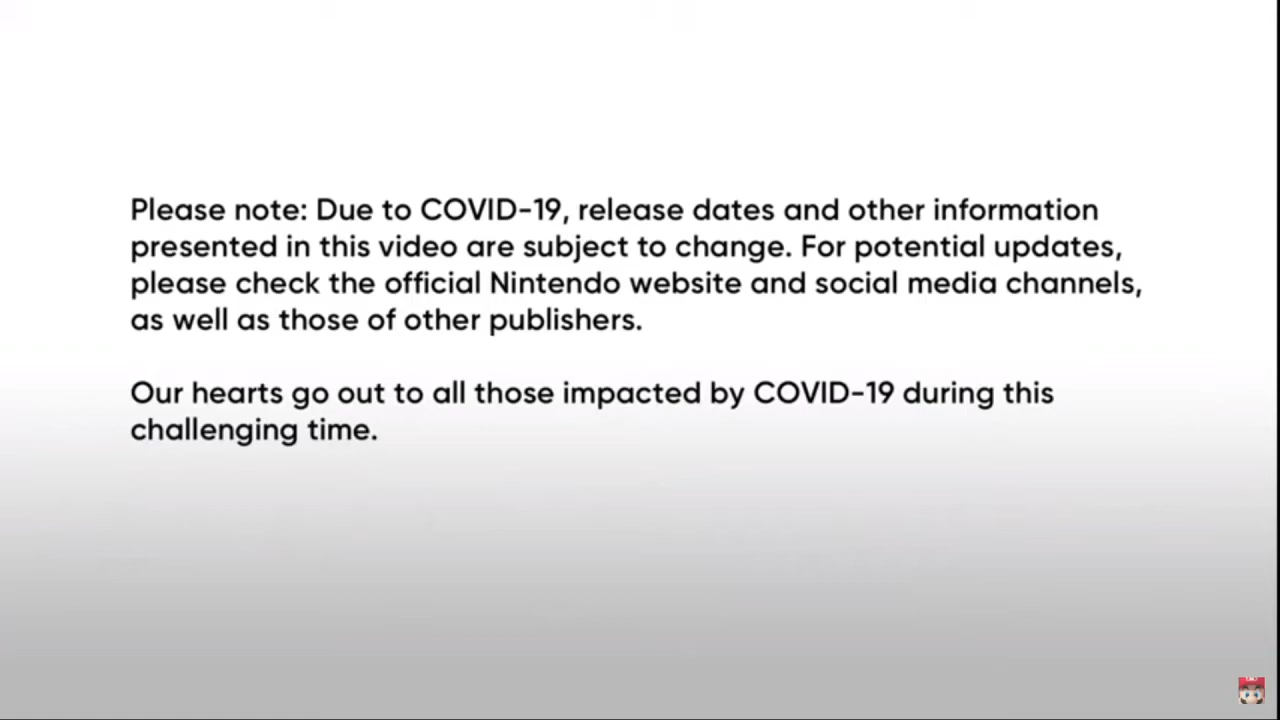 Please note: Due to COVID-19, release dates and other information
presented in this video are subject to change. For potential updates,
please check the official Nintendo website and social media channels,
as well as those of other publishers.
Our hearts go out to all those impacted by COVID-19 during this
challenging time.